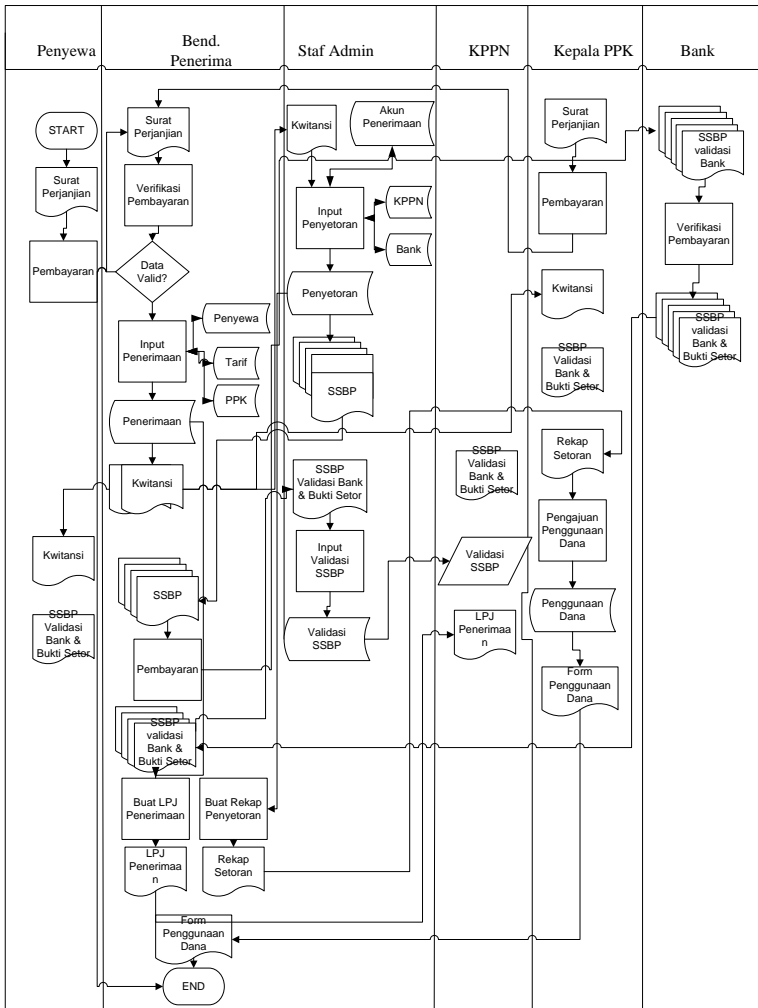 Penyewa
Bend.
Penerima
Staf Admin
KPPN
Kepala PPK
Bank
START
Surat
Perjanjian
Pembayaran
Kwitansi
SSBP
Validasi
Bank &
Bukti Setor
Surat
Perjanjian
Verifikasi
Pembayaran
Data
Valid?
Input
Penerimaan
Penyewa
Tarif
PPK
Penerimaan
Kwitansi
SSBP
Pembayaran
SSBP
validasi
Bank &
Bukti Setor
Buat LPJ
Penerimaan
Buat Rekap
Penyetoran
LPJ
Penerimaa
n
Rekap
Setoran
Form
Penggunaan
Dana
END
Kwitansi
Akun
Penerimaan
Input
Penyetoran
KPPN
Bank
Penyetoran
SSBP
SSBP
Validasi Bank
& Bukti Setor
Input
Validasi
SSBP
Validasi
SSBP
SSBP
Validasi
Bank & Bukti
Setor
Validasi
SSBP
LPJ
Penerimaa
n
Surat
Perjanjian
Pembayaran
Kwitansi
SSBP
Validasi
Bank &
Bukti Setor
Rekap
Setoran
Pengajuan
Penggunaan
Dana
Penggunaan
Dana
Form
Penggunaan
Dana
SSBP
validasi
Bank
Verifikasi
Pembayaran
SSBP
validasi
Bank &
Bukti Setor